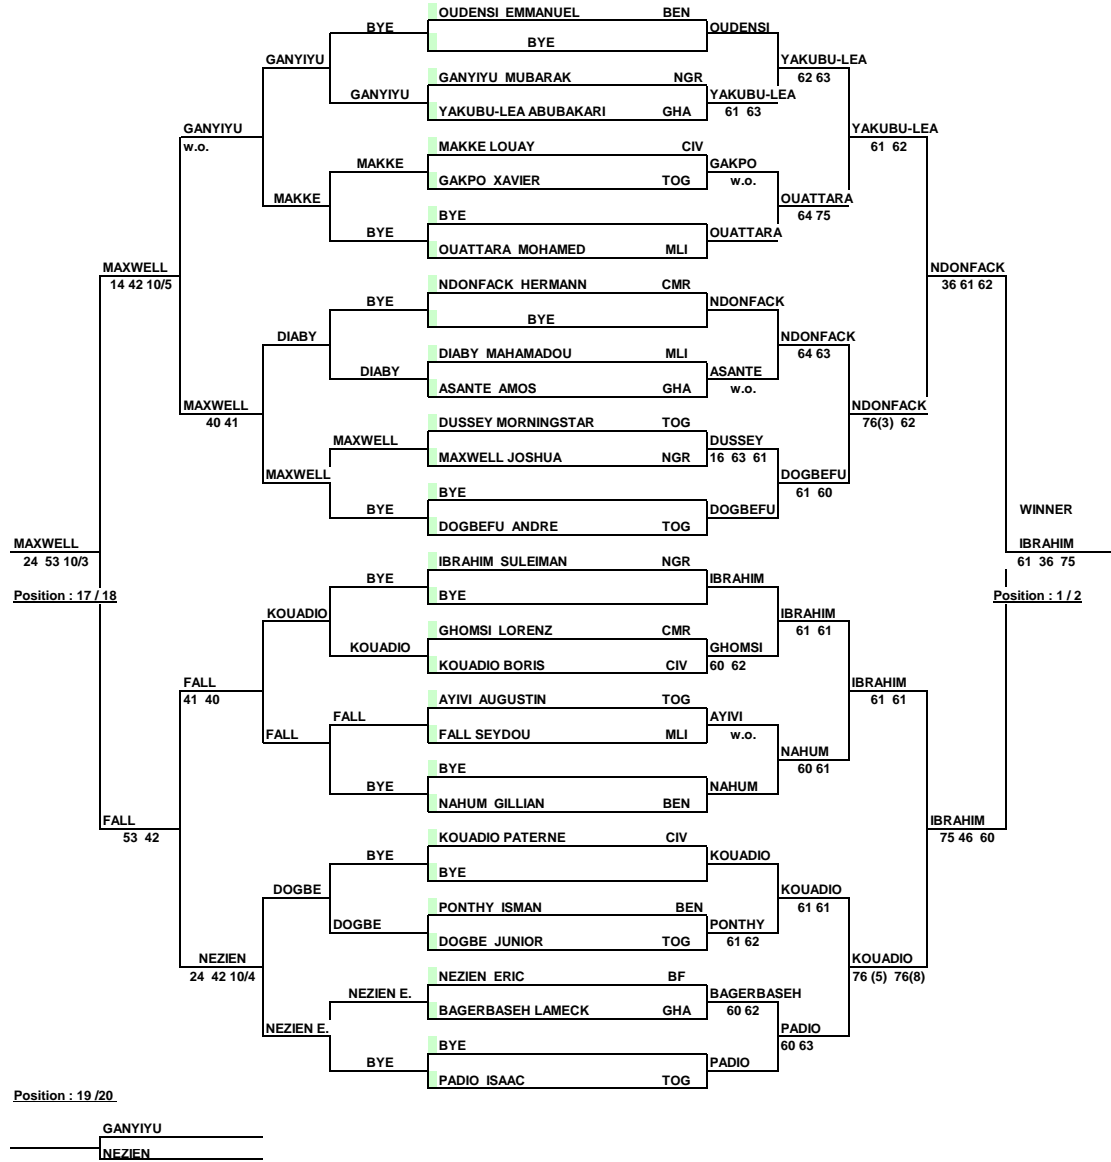 OUDENSI EMMANUEL BEN
BYE OUDENSI
BYE
GANYIYU YAKUBU-LEA
GANYIYU MUBARAK NGR 62 63
GANYIYU YAKUBU-LEA
YAKUBU-LEA ABUBAKARI GHA 61 63
GANYIYU YAKUBU-LEA
w.o. MAKKE LOUAY CIV 61 62
MAKKE GAKPO
GAKPO XAVIER TOG w.o.
MAKKE OUATTARA
BYE 64 75
BYE OUATTARA
OUATTARA MOHAMED MLI
MAXWELL NDONFACK
14 42 10/5 NDONFACK HERMANN CMR 36 61 62
BYE NDONFACK
BYE
DIABY NDONFACK
DIABY MAHAMADOU MLI 64 63
DIABY ASANTE
ASANTE AMOS GHA w.o.
MAXWELL NDONFACK
40 41 DUSSEY MORNINGSTAR TOG 76(3) 62
MAXWELL DUSSEY
MAXWELL JOSHUA NGR 16 63 61
MAXWELL DOGBEFU
BYE 61 60
BYE DOGBEFU WINNER
DOGBEFU ANDRE TOG
MAXWELL IBRAHIM
24 53 10/3 IBRAHIM SULEIMAN NGR 61 36 75
BYE IBRAHIM
Position : 17 / 18 BYE Position : 1 / 2
KOUADIO IBRAHIM
GHOMSI LORENZ CMR 61 61
KOUADIO GHOMSI
KOUADIO BORIS CIV 60 62
FALL IBRAHIM
41 40 AYIVI AUGUSTIN TOG 61 61
FALL AYIVI
FALL SEYDOU MLI w.o.
FALL NAHUM
BYE 60 61
BYE NAHUM
NAHUM GILLIAN BEN
FALL IBRAHIM
53 42 KOUADIO PATERNE CIV 75 46 60
BYE KOUADIO
BYE
DOGBE KOUADIO
PONTHY ISMAN BEN 61 61
DOGBE PONTHY
DOGBE JUNIOR TOG 61 62
NEZIEN KOUADIO
24 42 10/4 NEZIEN ERIC BF 76 (5) 76(8)
NEZIEN E. BAGERBASEH
BAGERBASEH LAMECK GHA 60 62
NEZIEN E. PADIO
BYE 60 63
BYE PADIO
PADIO ISAAC TOG
Position : 19 /20
GANYIYU
NEZIEN